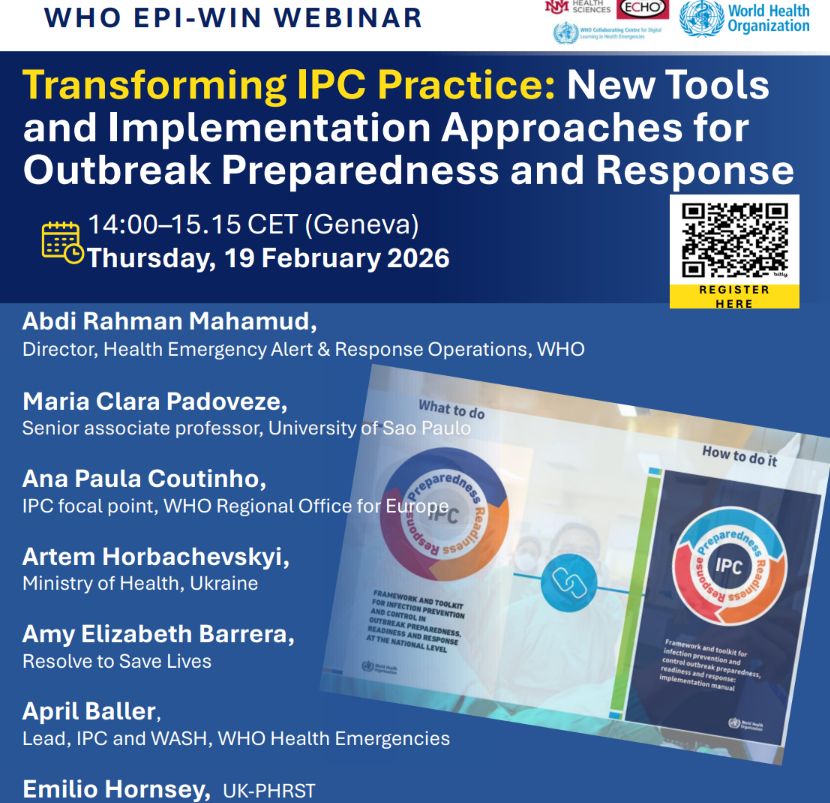 WHO EPI-WIN WEBINAR
HEALTH
SCIENCES
ECHO
WHO Collaborating Centre for Digital
Learning in Health Emergencies
World Health
Organization
Transforming IPC Practice: New Tools
and Implementation Approaches for
Outbreak Preparedness and Response
14:00–15.15 CET (Geneva)
Thursday, 19 February 2026
bitly
REGISTER
HERE
Abdi Rahman Mahamud,
Director, Health Emergency Alert & Response Operations, WHO
Maria Clara Padoveze,
Senior associate professor, University of Sao Paulo
Ana Paula Coutinho,
IPC focal point, WHO Regional Office for Europe
Artem Horbachevskyi,
Ministry of Health, Ukraine
Amy Elizabeth Barrera,
Resolve to Save Lives
April Baller,
Lead, IPC and WASH, WHO Health Emergencies
Emilio Hornsey, UK-PHRST
What to do
Preparedness
Readiness
Response
IPC
FRAMEWORK AND TOOLKIT
FOR INFECTION PREVENTION
AND CONTROL IN
OUTBREAK PREPAREDNESS,
READINESS AND RESPONSE
AT THE NATIONAL LEVEL
World Health
Organization
How to do it
Preparedness
Readiness
Response
IPC
Framework and toolkit for
infection prevention and
control outbreak preparedness,
readiness and response:
implementation manual
World Health
Organization